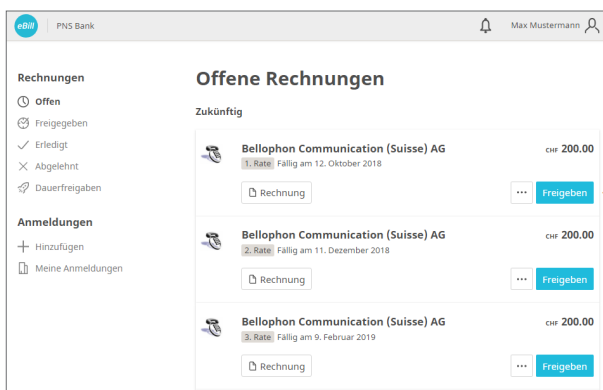 eBill PNS Bank Max Mustermann
Rechnungen
Offen
Freigegeben
Erledigt
Abgelehnt
Dauerfreigaben
Anmeldungen
Hinzufügen
Meine Anmeldungen
Offene Rechnungen
Zukünftig
Bellophon Communication (Suisse) AG CHF 200.00
1. Rate Fällig am 12. Oktober 2018
Rechnung ... Freigeben
Bellophon Communication (Suisse) AG CHF 200.00
2. Rate Fällig am 11. Dezember 2018
Rechnung ... Freigeben
Bellophon Communication (Suisse) AG CHF 200.00
3. Rate Fällig am 9. Februar 2019
Rechnung ... Freigeben